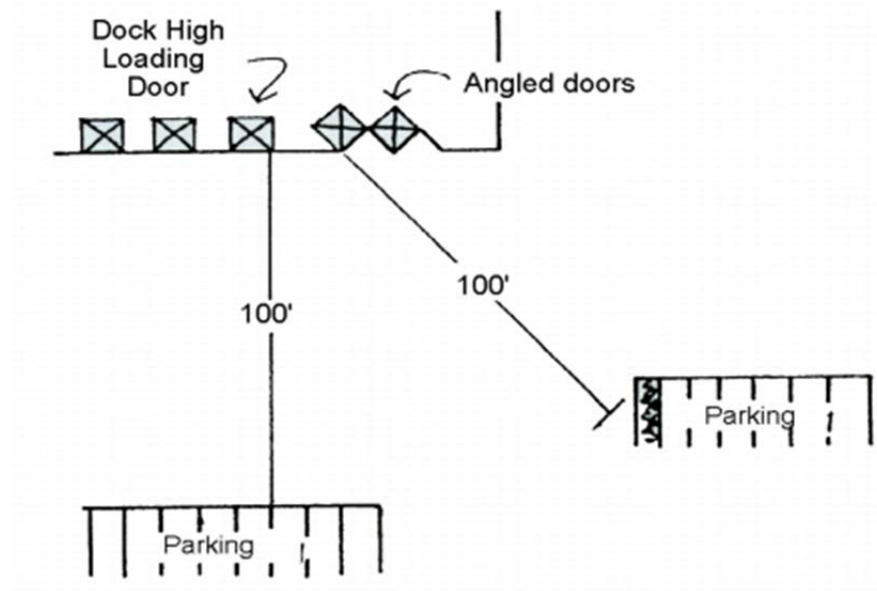 Dock High
Loading
Door
Angled doors
100'
100'
Parking
Parking